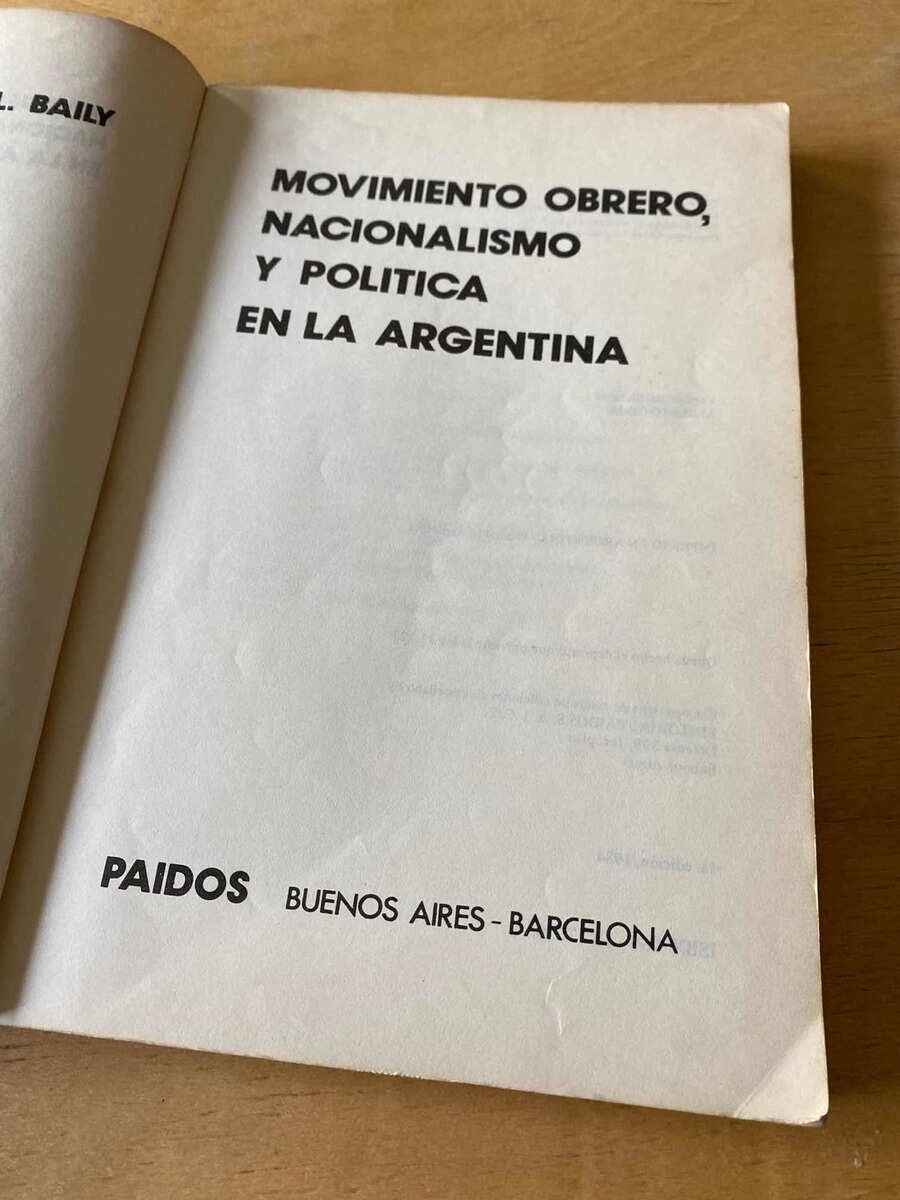 L. BAILY
MOVIMIENTO OBRERO,
NACIONALISMO
Y POLITICA
EN LA ARGENTINA
PAIDOS BUENOS AIRES - BARCELONA